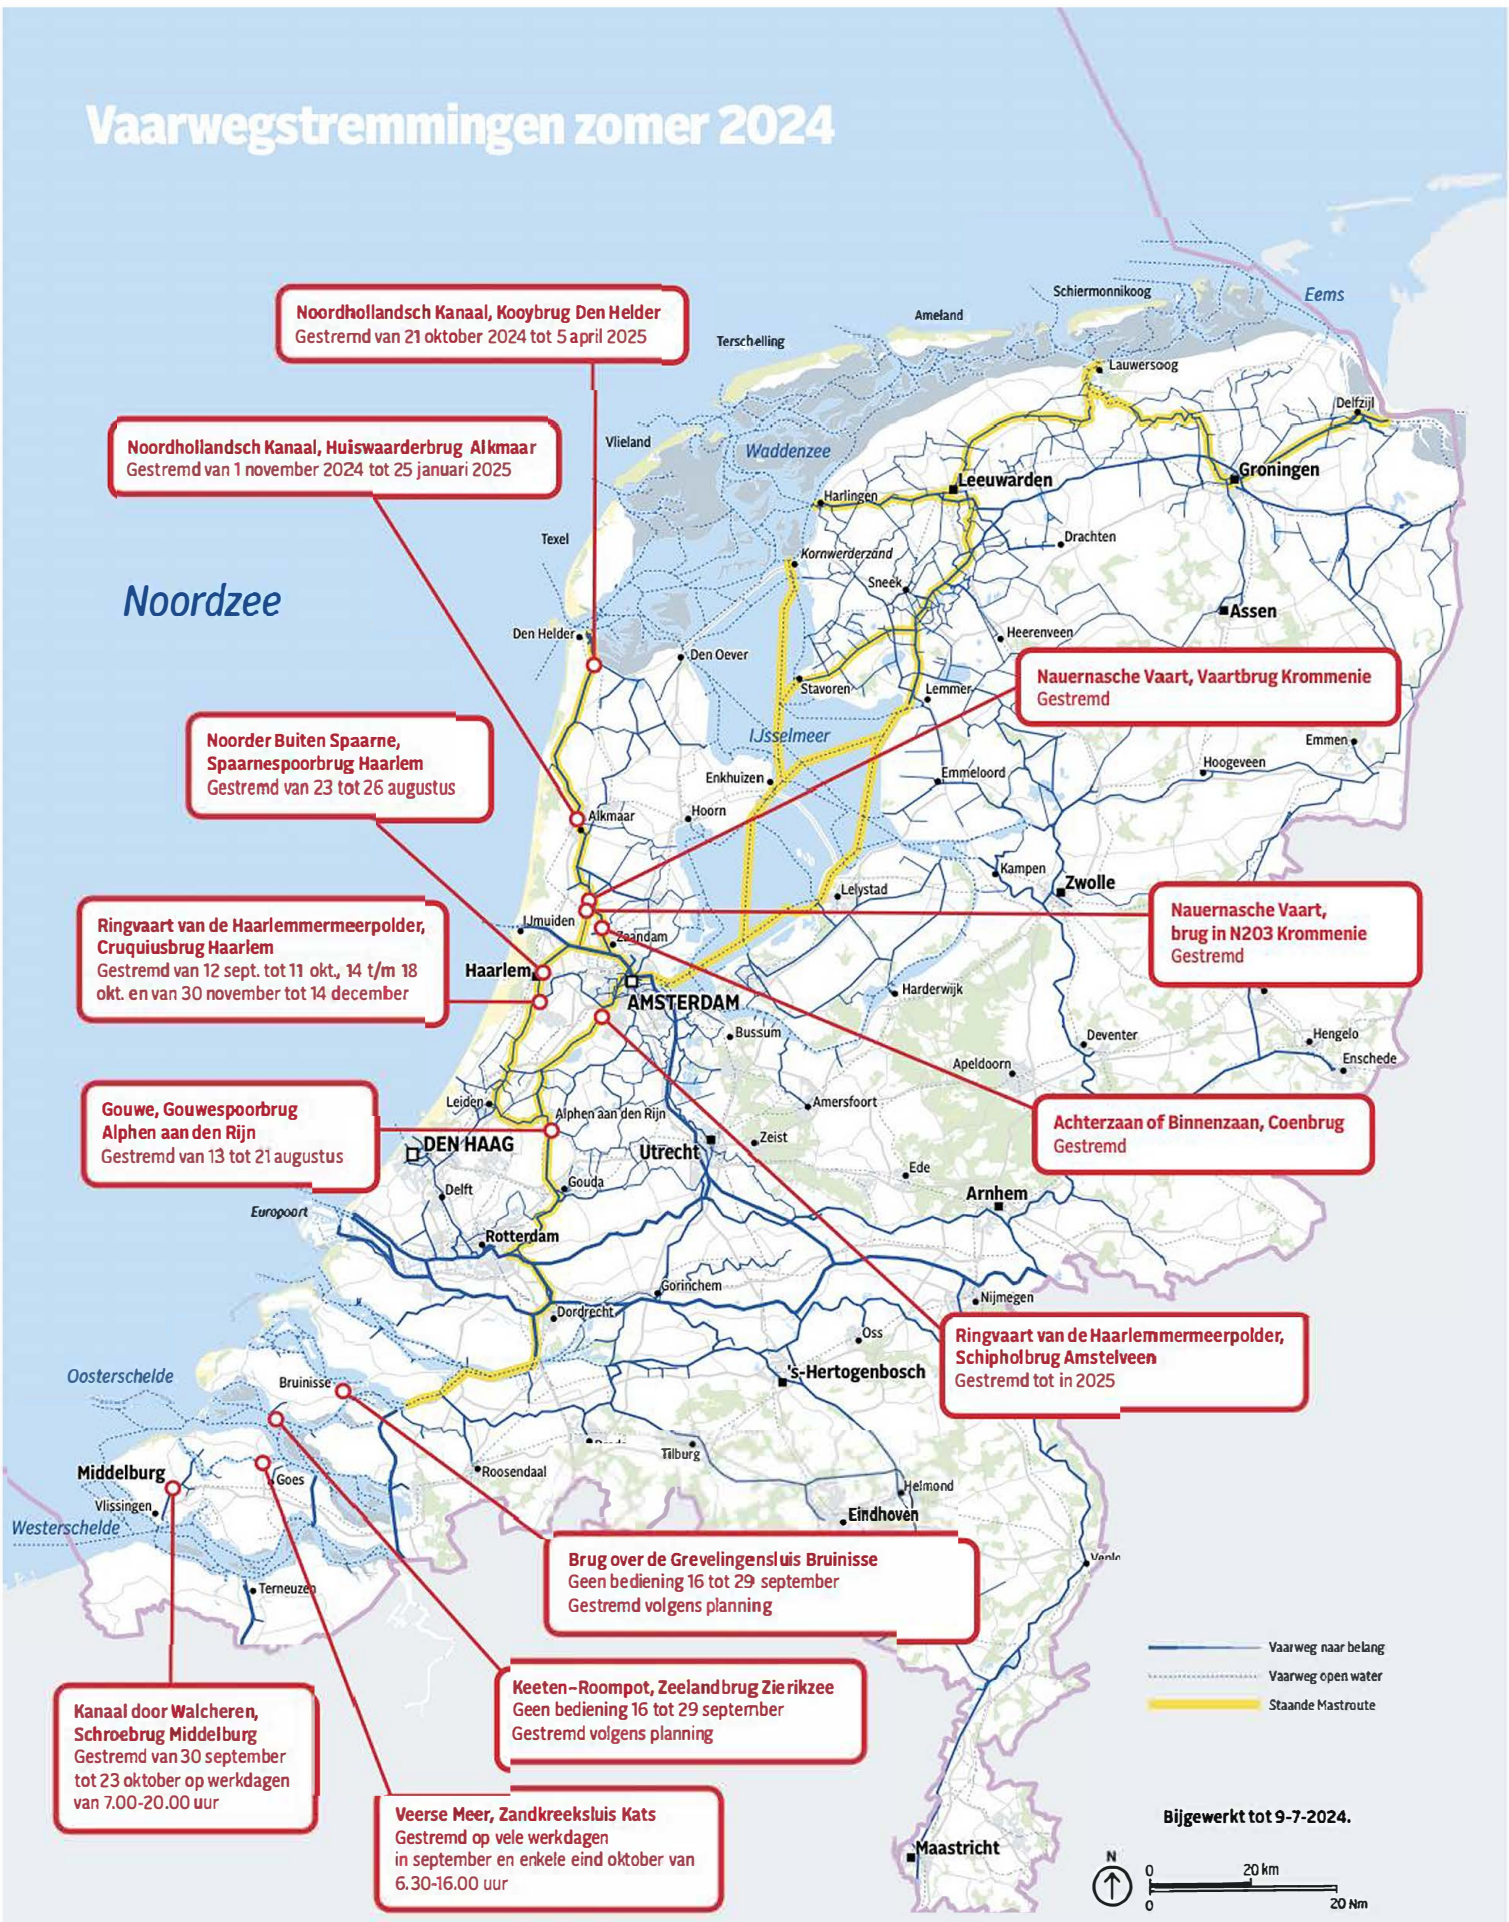 Vaarwegstremmingen zomer 2024
Noordhollandsch Kanaal, Kooybrug Den Helder
Gestremd van 21 oktober 2024 tot 5 april 2025
Noordhollandsch Kanaal, Huiswaarderbrug Alkmaar
Gestremd van 1 november 2024 tot 25 januari 2025
Noorder Buiten Spaarne,
Spaarnespoorbrug Haarlem
Gestremd van 23 tot 26 augustus
Ringvaart van de Haarlemmermeerpolder,
Cruquiusbrug Haarlem
Gestremd van 12 sept. tot 11 okt., 14 t/m 18
okt. en van 30 november tot 14 december
Gouwe, Gouwespoorbrug
Alphen aan den Rijn
Gestremd van 13 tot 21 augustus
Nauernasche Vaart, Vaartbrug Krommenie
Gestremd
Nauernasche Vaart,
brug in N203 Krommenie
Gestremd
Achterzaan of Binnenzaan, Coenbrug
Gestremd
Ringvaart van de Haarlemmermeerpolder,
Schipholbrug Amstelveen
Gestremd tot in 2025
Brug over de Grevelingensluis Bruinisse
Geen bediening 16 tot 29 september
Gestremd volgens planning
Keeten-Roompot, Zeelandbrug Zierikzee
Geen bediening 16 tot 29 september
Gestremd volgens planning
Kanaal door Walcheren,
Schroebrug Middelburg
Gestremd van 30 september
tot 23 oktober op werkdagen
van 7.00-20.00 uur
Veerse Meer, Zandkreeksluis Kats
Gestremd op vele werkdagen
in september en enkele eind oktober van
6.30-16.00 uur
Schiermonnikoog
Eems
Ameland
Terschelling
Lauwersoog
Delfzijl
Vlieland
Waddenzee
Groningen
Leeuwarden
Harlingen
Texel
Drachten
Kornwerderzand
Sneek
Noordzee
Assen
Den Helder
Heerenveen
Den Oever
Stavoren
Lemmer
IJsselmeer
Emmen
Hoogeveen
Enkhuizen
Emmeloord
Alkmaar
Hoorn
Kampen
Zwolle
Lelystad
IJmuiden
Zaandam
Haarlem
AMSTERDAM
Harderwijk
Bussum
Deventer
Hengelo
Enschede
Apeldoorn
Leiden
Alphen aan den Rijn
Amersfoort
DEN HAAG
Utrecht
Zeist
Ede
Delft
Gouda
Arnhem
Europoort
Rotterdam
Gorinchem
Nijmegen
Dordrecht
Oss
Oosterschelde
Bruinisse
's-Hertogenbosch
Tilburg
Middelburg
Goes
Roosendaal
Helmond
Vlissingen
Eindhoven
Westerschelde
Terneuzen
Maastricht
Vaarweg naar belang
Vaarweg open water
Staande Mastroute
Bijgewerkt tot 9-7-2024.
N
0
20 km
0
20 Nm